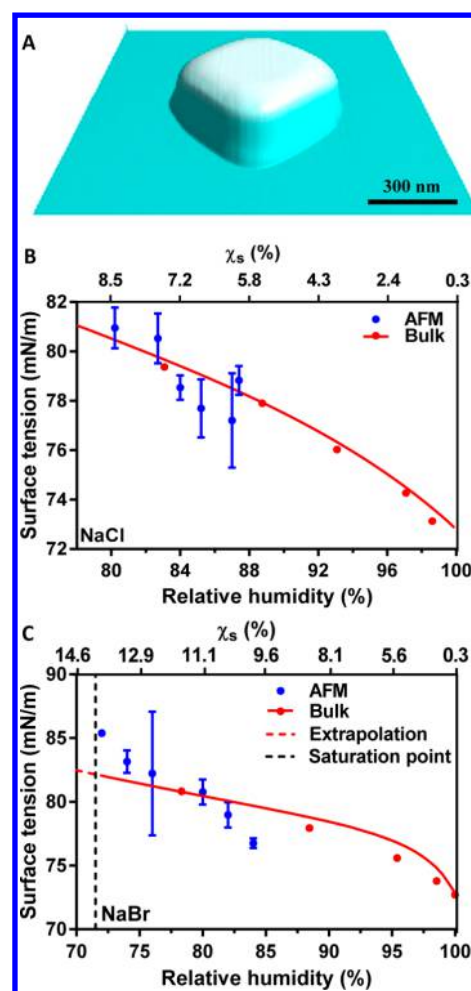 A
300 nm
B
χs (%)
8.5 7.2 5.8 4.3 2.4 0.3
82
80
78
76
74
72
Surface tension (mN/m)
AFM
Bulk
NaCl
80 84 88 92 96 100
Relative humidity (%)
C
χs (%)
14.6 12.9 11.1 9.6 8.1 5.6 0.3
90
85
80
75
70
Surface tension (mN/m)
AFM
Bulk
Extrapolation
Saturation point
NaBr
70 75 80 85 90 95 100
Relative humidity (%)